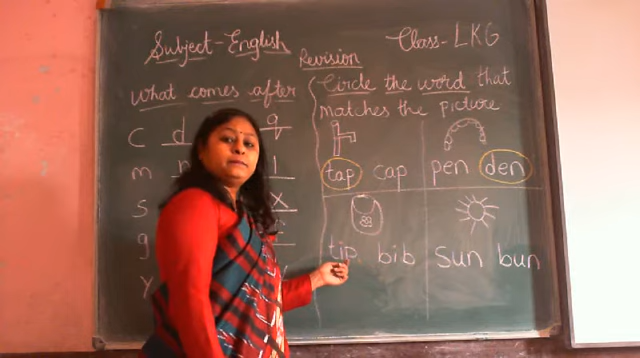 Subject-English
Class-LKG
Revision
What comes after
C d
q
m
l
S
x
g
y
Circle the word that
matches the picture
tap cap
pen den
tip bib
Sun bun